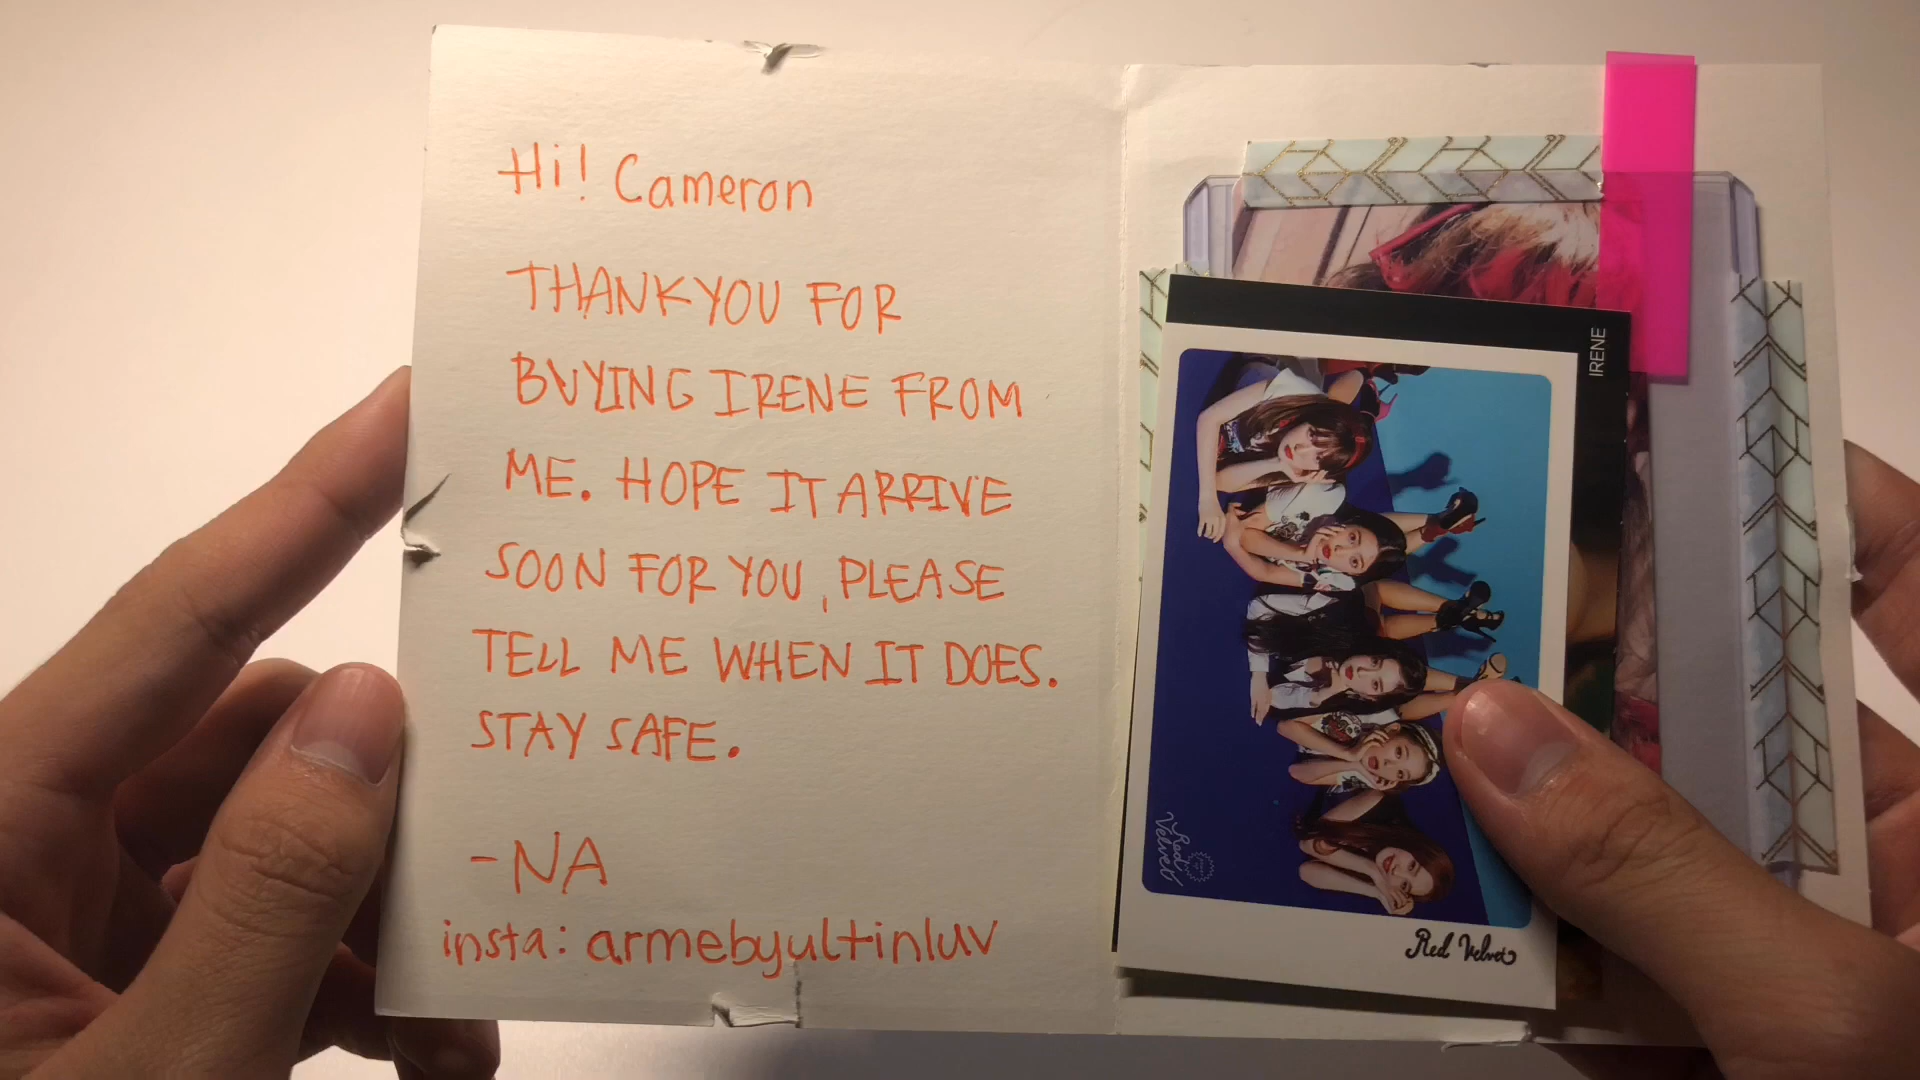 Hi! Cameron
THANKYOU FOR
BUYING IRENE FROM
ME. HOPE IT ARRIVE
SOON FOR YOU, PLEASE
TELL ME WHEN IT DOES.
STAY SAFE.
-NA
insta: armebyultinluv
IRENE
Red Velvet
Red Velvet